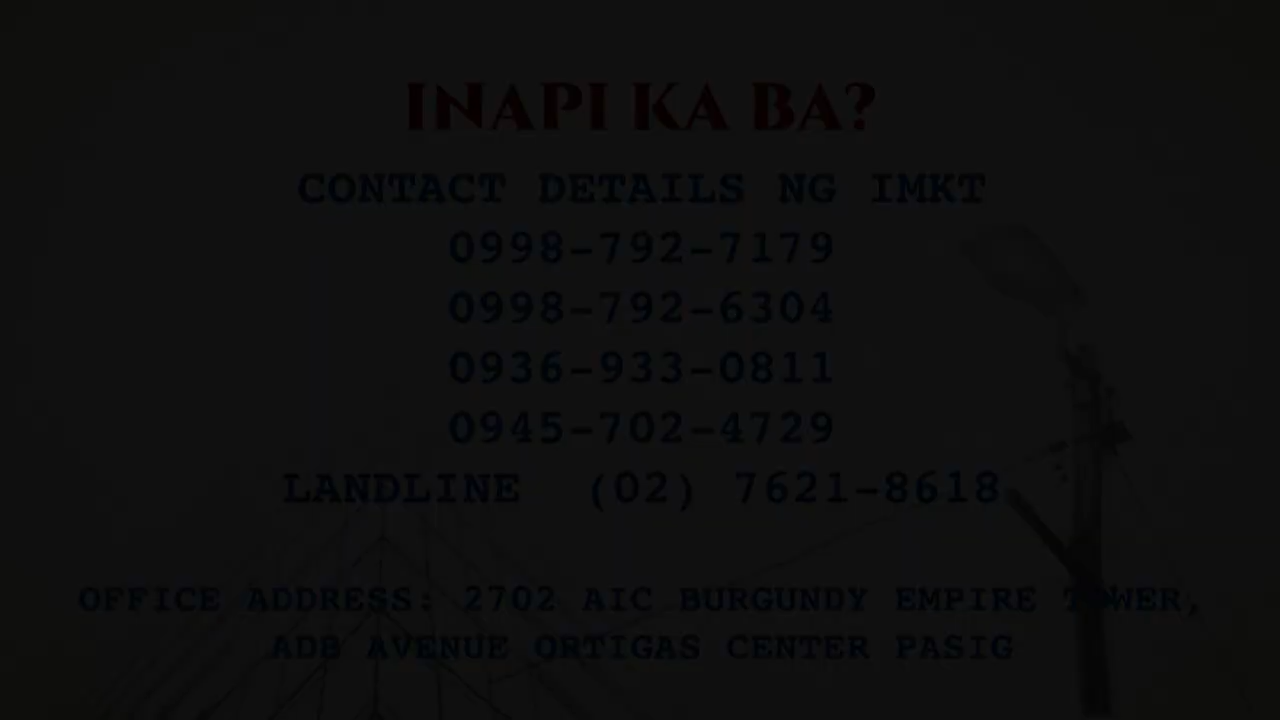 INAPI KA BA?
CONTACT DETAILS NG IMKT
0998-792-7179
0998-792-6304
0936-933-0811
0945-702-4729
LANDLINE (02) 7621-8618
OFFICE ADDRESS: 2702 AIC BURGUNDY EMPIRE TOWER,
ADB AVENUE ORTIGAS CENTER PASIG